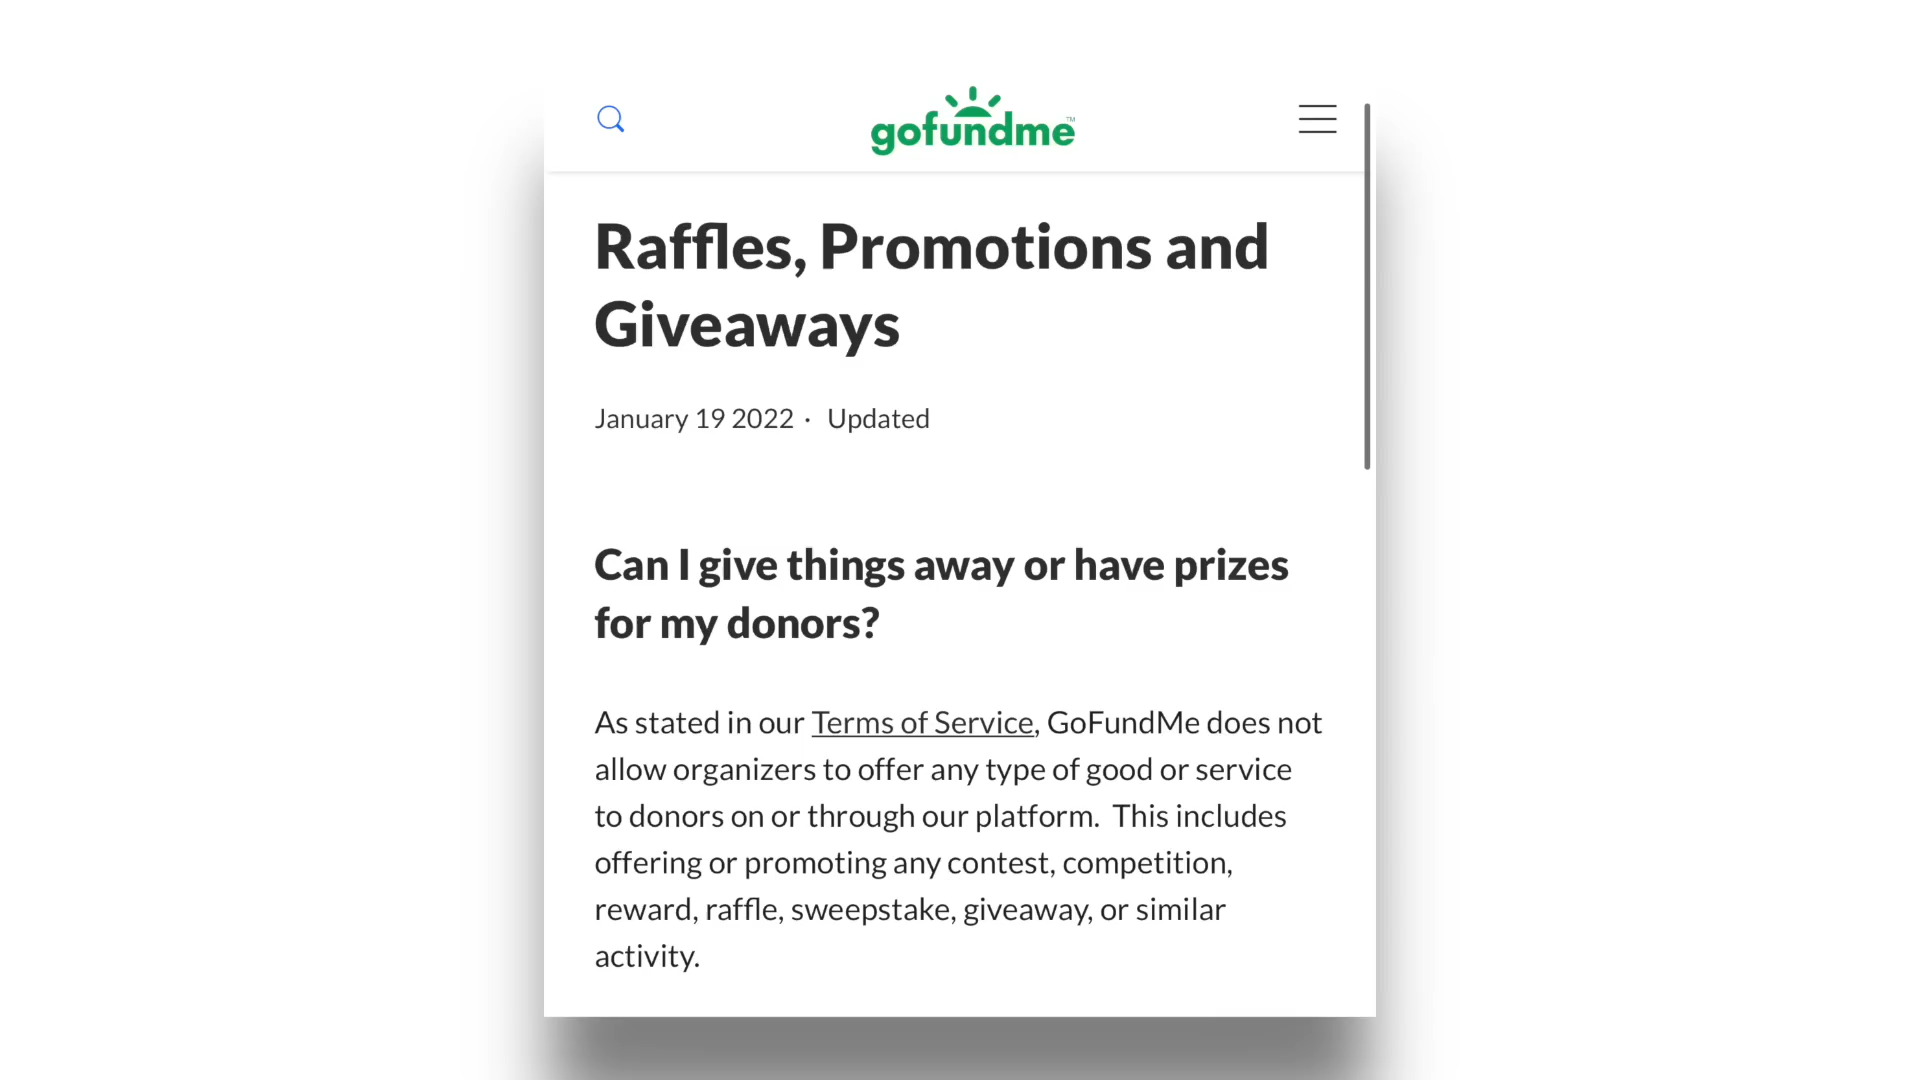 gofundme™
Raffles, Promotions and
Giveaways
January 19 2022 · Updated
Can I give things away or have prizes
for my donors?
As stated in our Terms of Service, GoFundMe does not
allow organizers to offer any type of good or service
to donors on or through our platform.  This includes
offering or promoting any contest, competition,
reward, raffle, sweepstake, giveaway, or similar
activity.